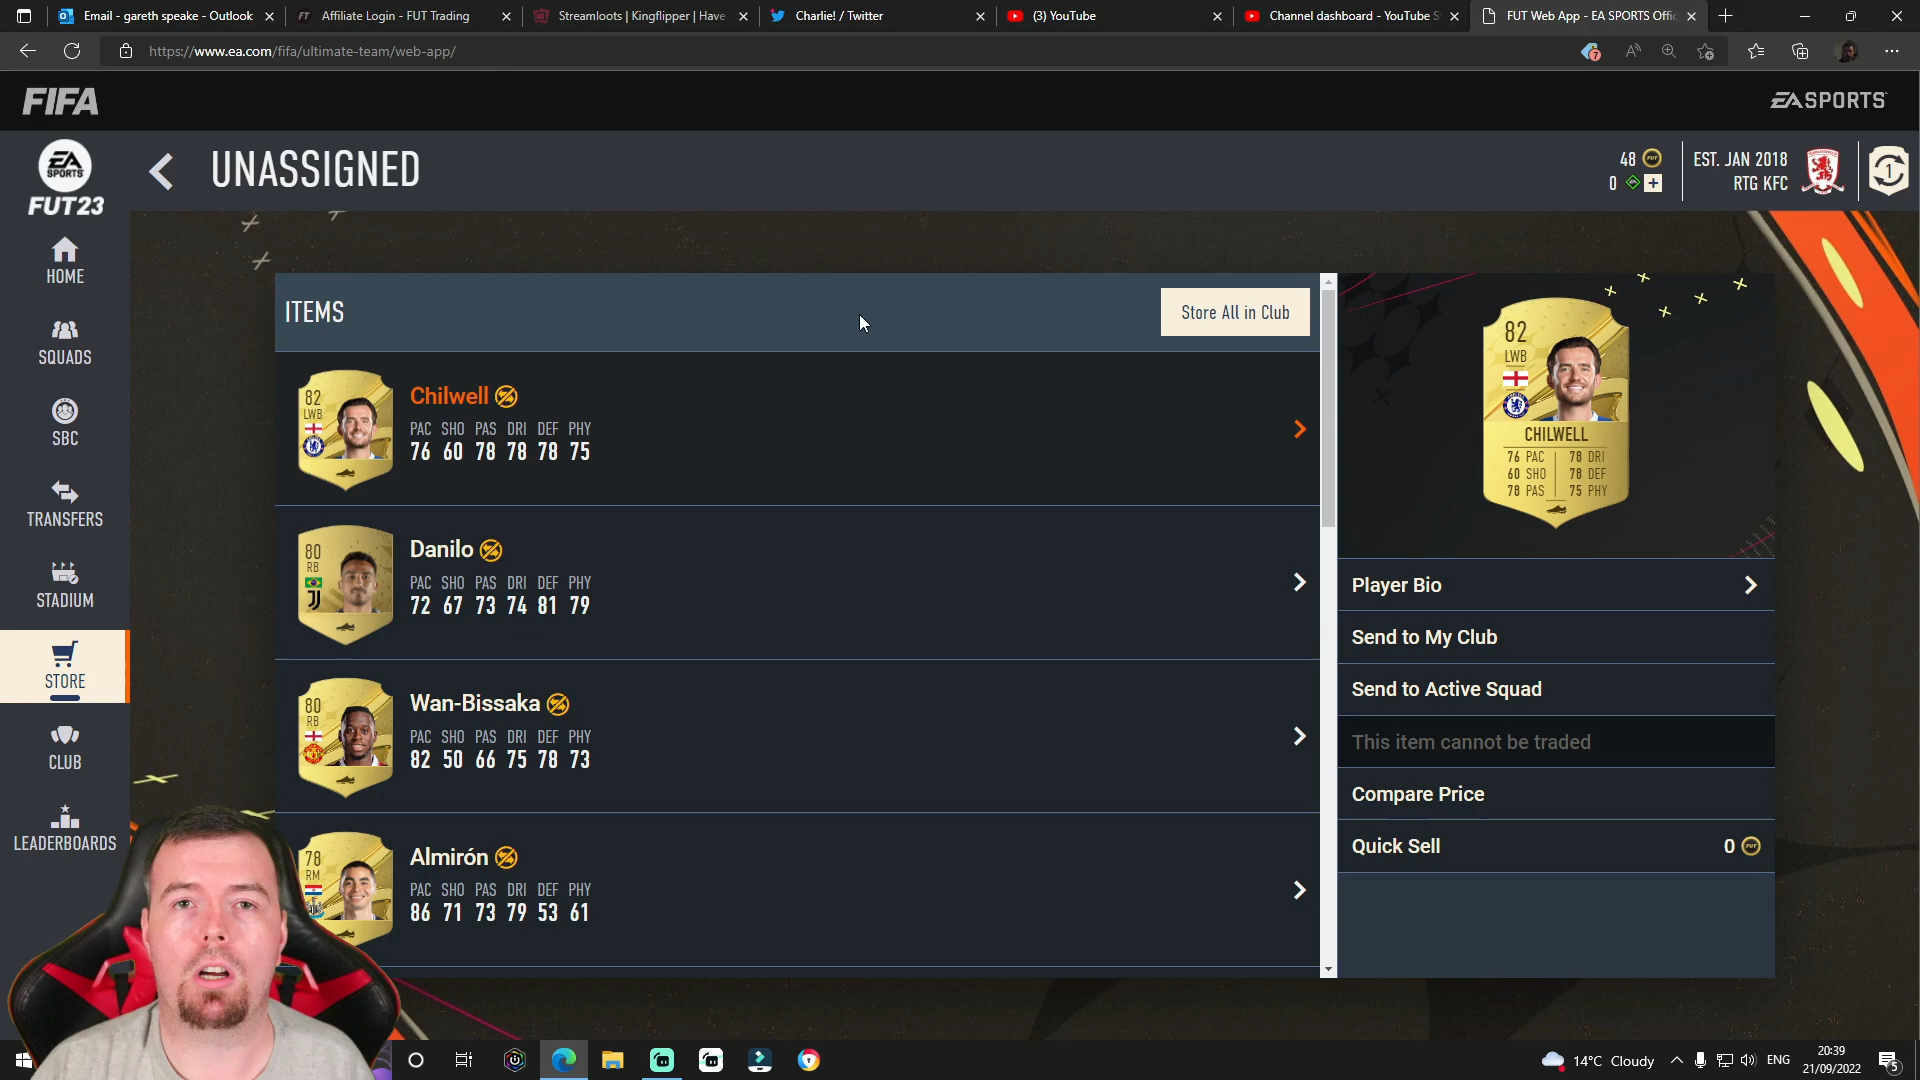 Email - gareth speake - Outlook
Affiliate Login - FUT Trading
Streamloots | Kingflipper | Have
Charlie! / Twitter
(3) YouTube
Channel dashboard - YouTube S
FUT Web App - EA SPORTS Offic
https://www.ea.com/fifa/ultimate-team/web-app/
7
FIFA
EA SPORTS
EA SPORTS
FUT23
UNASSIGNED
48
0
EST. JAN 2018
RTG KFC
1
HOME
SQUADS
SBC
TRANSFERS
STADIUM
STORE
CLUB
LEADERBOARDS
ITEMS
Store All in Club
82
LWB
Chilwell
PAC SHO PAS DRI DEF PHY
76 60 78 78 78 75
80
RB
Danilo
PAC SHO PAS DRI DEF PHY
72 67 73 74 81 79
80
RB
Wan-Bissaka
PAC SHO PAS DRI DEF PHY
82 50 66 75 78 73
78
RM
Almirón
PAC SHO PAS DRI DEF PHY
86 71 73 79 53 61
82
LWB
CHILWELL
76 PAC 78 DRI
60 SHO 78 DEF
78 PAS 75 PHY
Player Bio
Send to My Club
Send to Active Squad
This item cannot be traded
Compare Price
Quick Sell 0
14°C Cloudy
ENG
20:39
21/09/2022
5